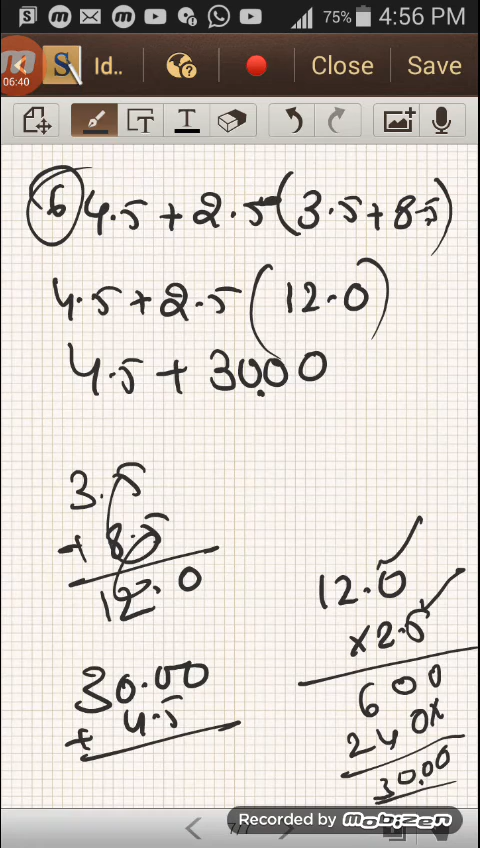 75% 4:56 PM
06:40 S Id.. Close Save
T T
6 4.5 + 2.5 (3.5 + 8.5)
4.5 + 2.5 (12.0)
4.5 + 30.00
3.5
+ 8.5
12.0
12.0
x 2.5
600
240x
30.00
30.00
+ 4.5
7/7
Recorded by Mobizen